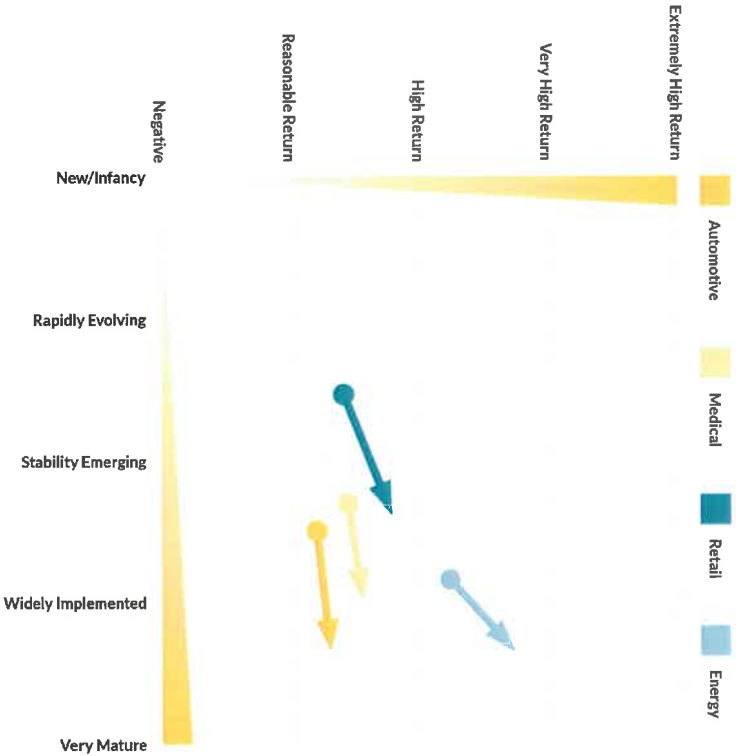 Negative
Reasonable Return
High Return
Very High Return
Extremely High Return
New/Infancy
Rapidly Evolving
Stability Emerging
Widely Implemented
Very Mature
Automotive
Medical
Retail
Energy